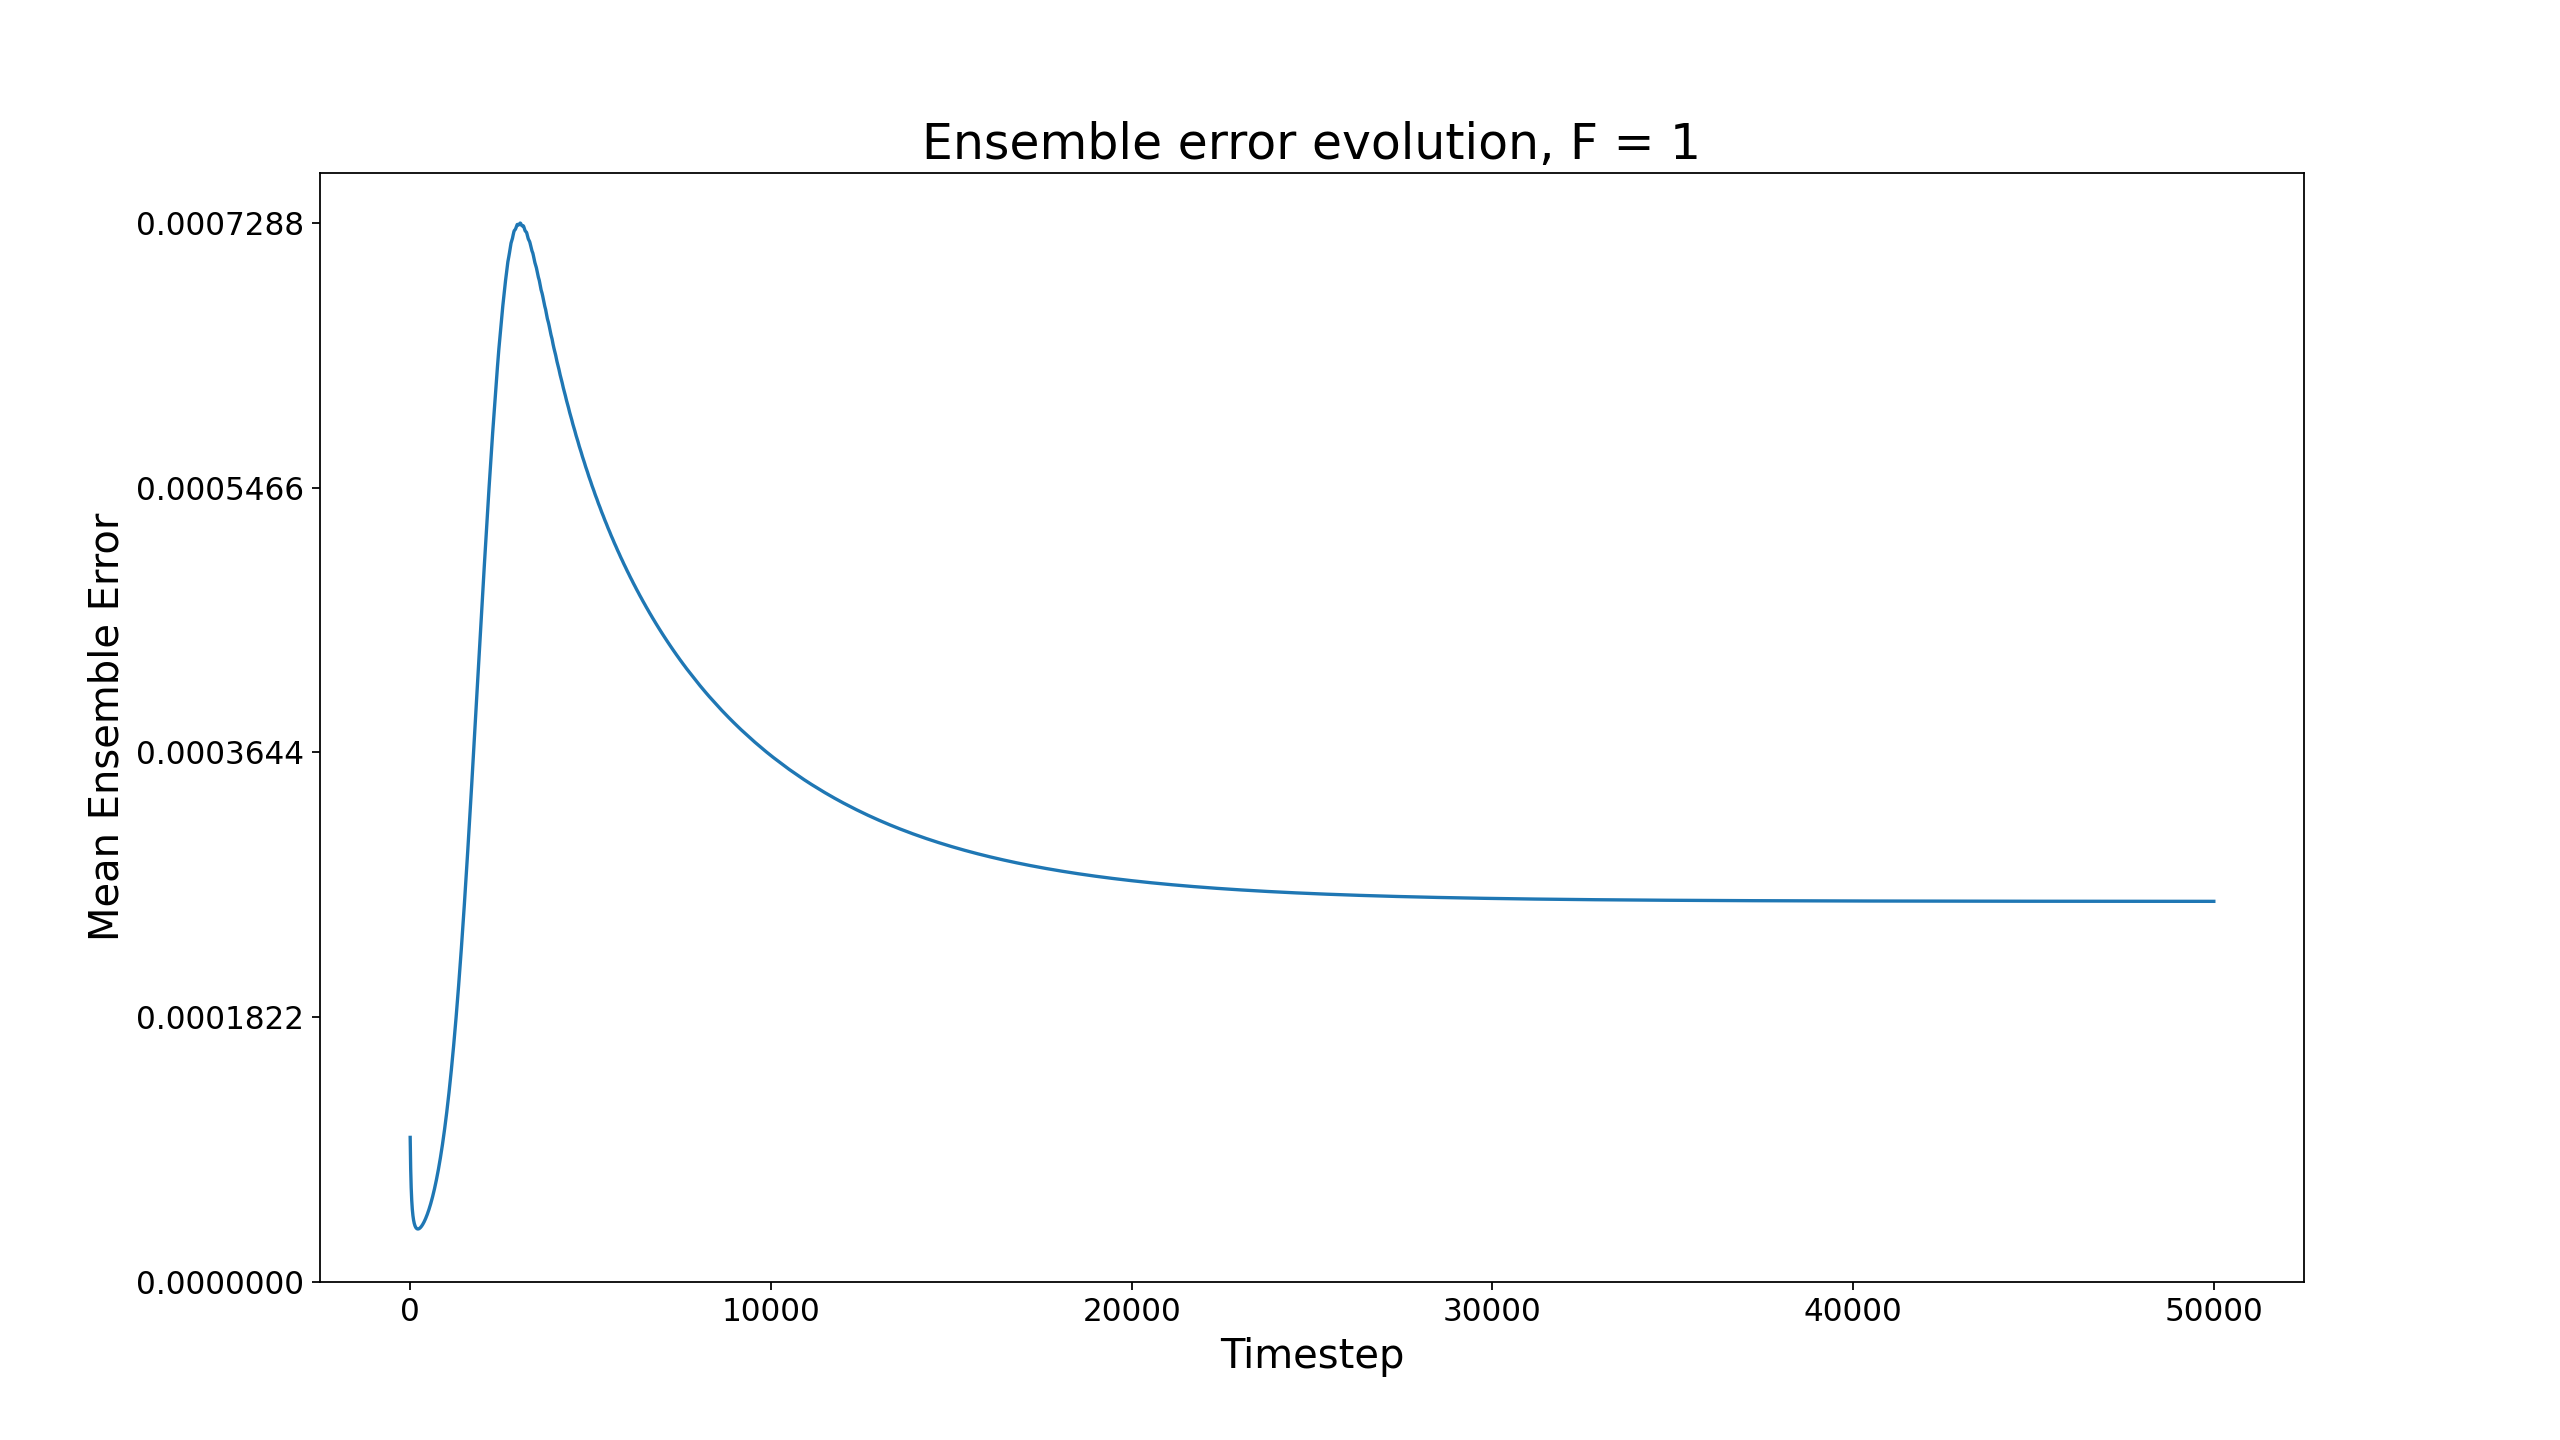 Ensemble error evolution, F = 1
0.0007288
0.0005466
0.0003644
0.0001822
0.0000000
Mean Ensemble Error
0 10000 20000 30000 40000 50000
Timestep